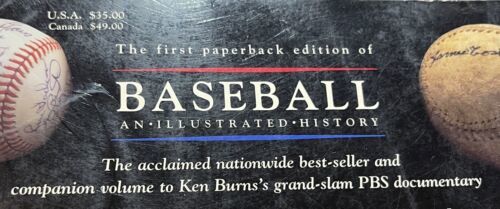 U.S.A. $35.00
Canada $49.00
The first paperback edition of
BASEBALL
AN·ILLUSTRATED·HISTORY
The acclaimed nationwide best-seller and
companion volume to Ken Burns's grand-slam PBS documentary